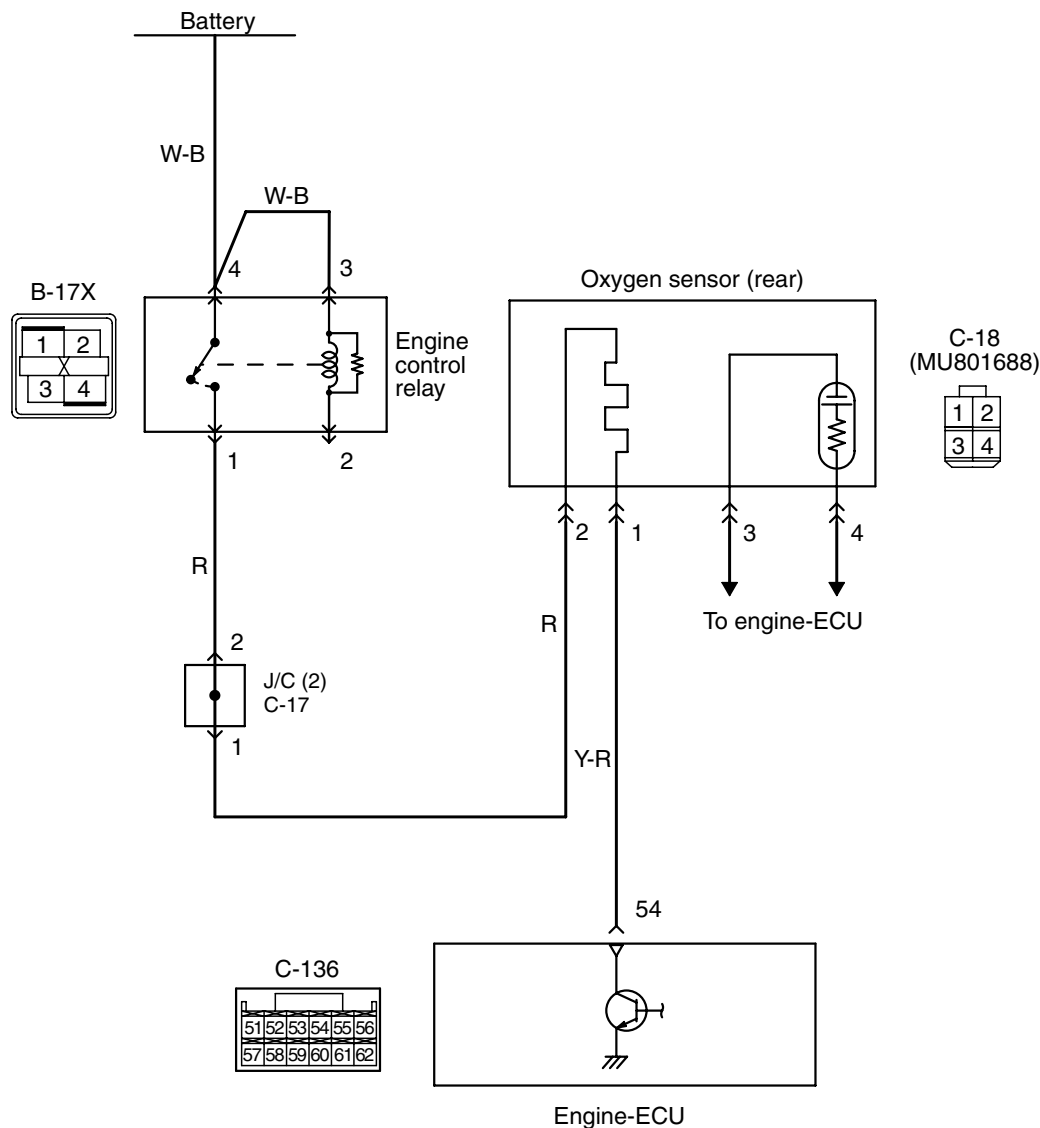 Battery
W-B
W-B
4
3
B-17X
1 2
3 4
Engine
control
relay
1
2
Oxygen sensor (rear)
C-18
(MU801688)
1 2
3 4
2
1
3
4
To engine-ECU
R
R
2
J/C (2)
C-17
1
Y-R
54
C-136
51 52 53 54 55 56
57 58 59 60 61 62
Engine-ECU